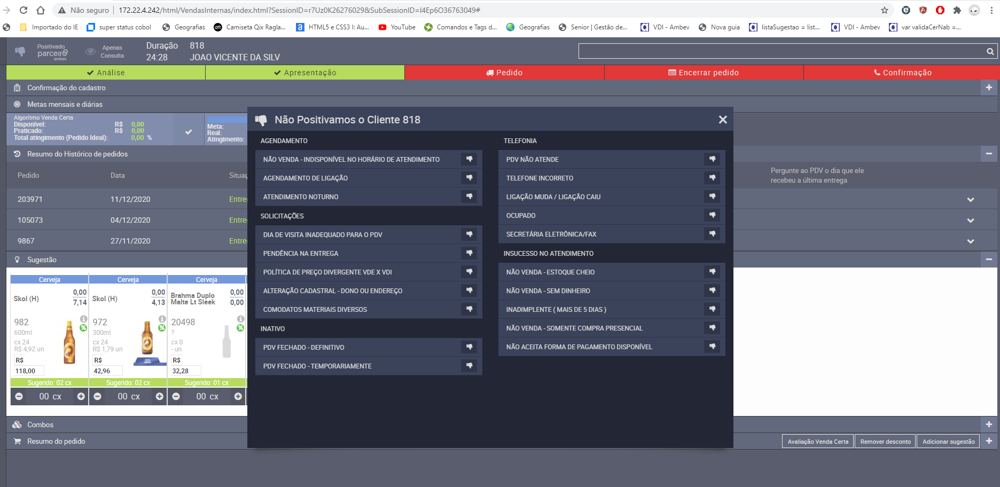 Não seguro
172.22.4.242/html/VendasInternas/index.html?SessionID=r7Uz0K26276029&SubSessionID=I4Ep6O36763049#
Importado do IE
super status cobol
Geografias
Camiseta Qix Ragla...
HTML5 e CSS3 I: Au...
YouTube
Comandos e Tags d...
Geografias
Senior | Gestão de...
VDI - Ambev
Nova guia
listaSugestao = list...
VDI - Ambev
var validaCerNab =...
Positivado
parceiro
ambev
Apenas
Consulta
Duração
24:28
818
JOAO VICENTE DA SILV
Análise
Apresentação
Pedido
Encerrar pedido
Confirmação
Confirmação do cadastro
Metas mensais e diárias
Algoritmo Venda Certa
Disponível: R$ 0,00
Praticado: R$ 0,00
Total atingimento (Pedido Ideal): 0,00 %
Meta:
Real:
Atingimento:
Resumo do Histórico de pedidos
Pedido Data Situaç
Pergunte ao PDV o dia que ele
recebeu a última entrega
203971 11/12/2020 Entre
105073 04/12/2020 Entre
9867 27/11/2020 Entre
Sugestão
Cerveja
Skol (H)
0,00
7,14
982
600ml
cx 24
R$ 4,92 un
R$
118,00
Sugerido: 02 cx
00 cx
Cerveja
Skol (H)
0,00
4,13
972
300ml
cx 24
R$ 1,79 un
R$
42,96
Sugerido: 02 cx
00 cx
Cerveja
Brahma Duplo
Malte Lt Sleek
0,00
0,00
20498
?
cx 0
- un
R$
32,28
Sugerido: 01 cx
00 cx
Combos
Resumo do pedido
Avaliação Venda Certa
Remover desconto
Adicionar sugestão
Não Positivamos o Cliente 818
AGENDAMENTO
NÃO VENDA - INDISPONÍVEL NO HORÁRIO DE ATENDIMENTO
AGENDAMENTO DE LIGAÇÃO
ATENDIMENTO NOTURNO
SOLICITAÇÕES
DIA DE VISITA INADEQUADO PARA O PDV
PENDÊNCIA NA ENTREGA
POLÍTICA DE PREÇO DIVERGENTE VDE X VDI
ALTERAÇÃO CADASTRAL - DONO OU ENDEREÇO
COMODATOS MATERIAIS DIVERSOS
INATIVO
PDV FECHADO - DEFINITIVO
PDV FECHADO - TEMPORARIAMENTE
TELEFONIA
PDV NÃO ATENDE
TELEFONE INCORRETO
LIGAÇÃO MUDA / LIGAÇÃO CAIU
OCUPADO
SECRETÁRIA ELETRÔNICA/FAX
INSUCESSO NO ATENDIMENTO
NÃO VENDA - ESTOQUE CHEIO
NÃO VENDA - SEM DINHEIRO
INADIMPLENTE ( MAIS DE 5 DIAS )
NÃO VENDA - SOMENTE COMPRA PRESENCIAL
NÃO ACEITA FORMA DE PAGAMENTO DISPONÍVEL